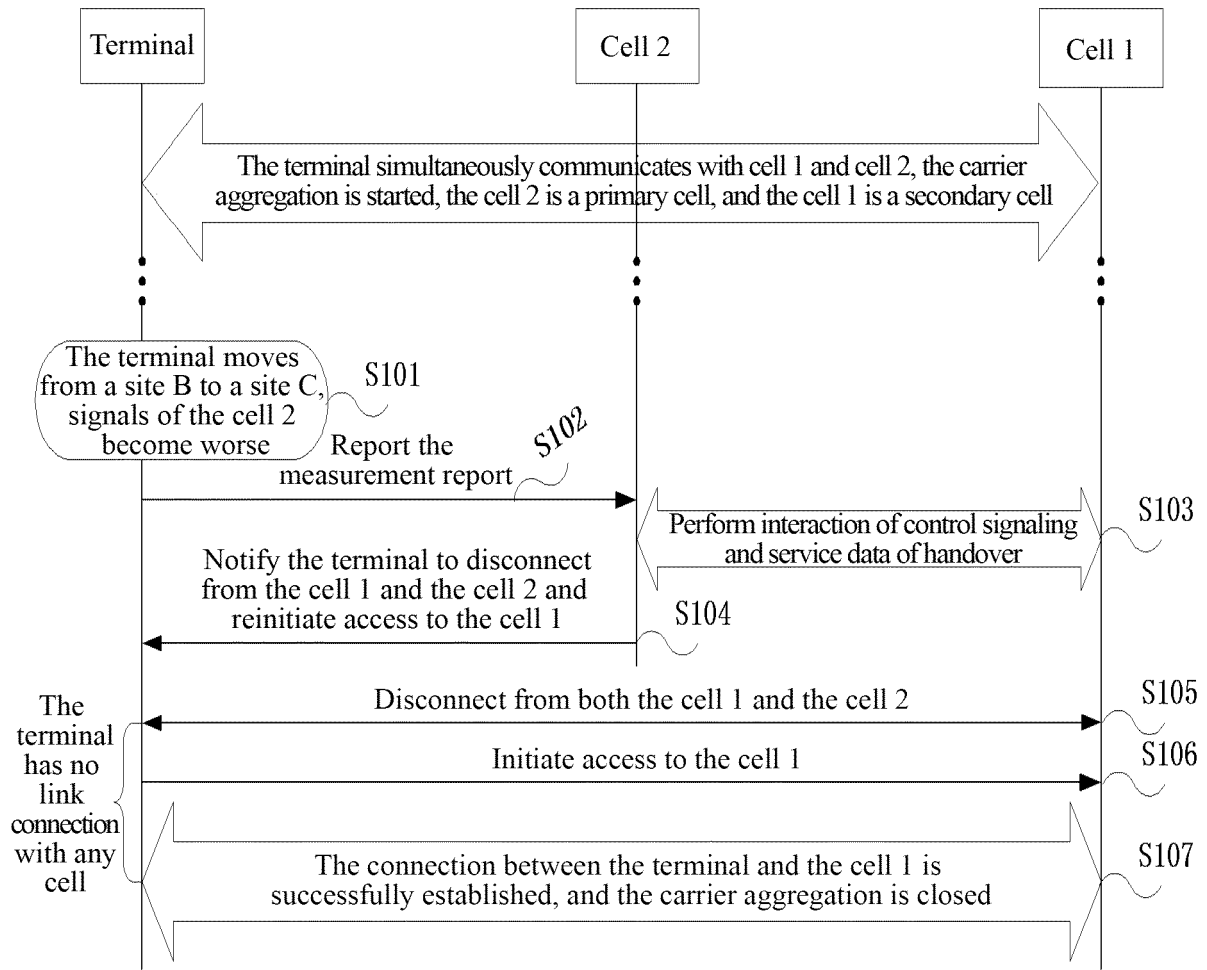 Terminal
Cell 2
Cell 1
The terminal simultaneously communicates with cell 1 and cell 2, the carrier
aggregation is started, the cell 2 is a primary cell, and the cell 1 is a secondary cell
The terminal moves
from a site B to a site C,
signals of the cell 2
become worse
S101
Report the
measurement report
S102
Perform interaction of control signaling
and service data of handover
S103
Notify the terminal to disconnect
from the cell 1 and the cell 2 and
reinitiate access to the cell 1
S104
The
terminal
has no
link
connection
with any
cell
Disconnect from both the cell 1 and the cell 2
S105
Initiate access to the cell 1
S106
The connection between the terminal and the cell 1 is
successfully established, and the carrier aggregation is closed
S107